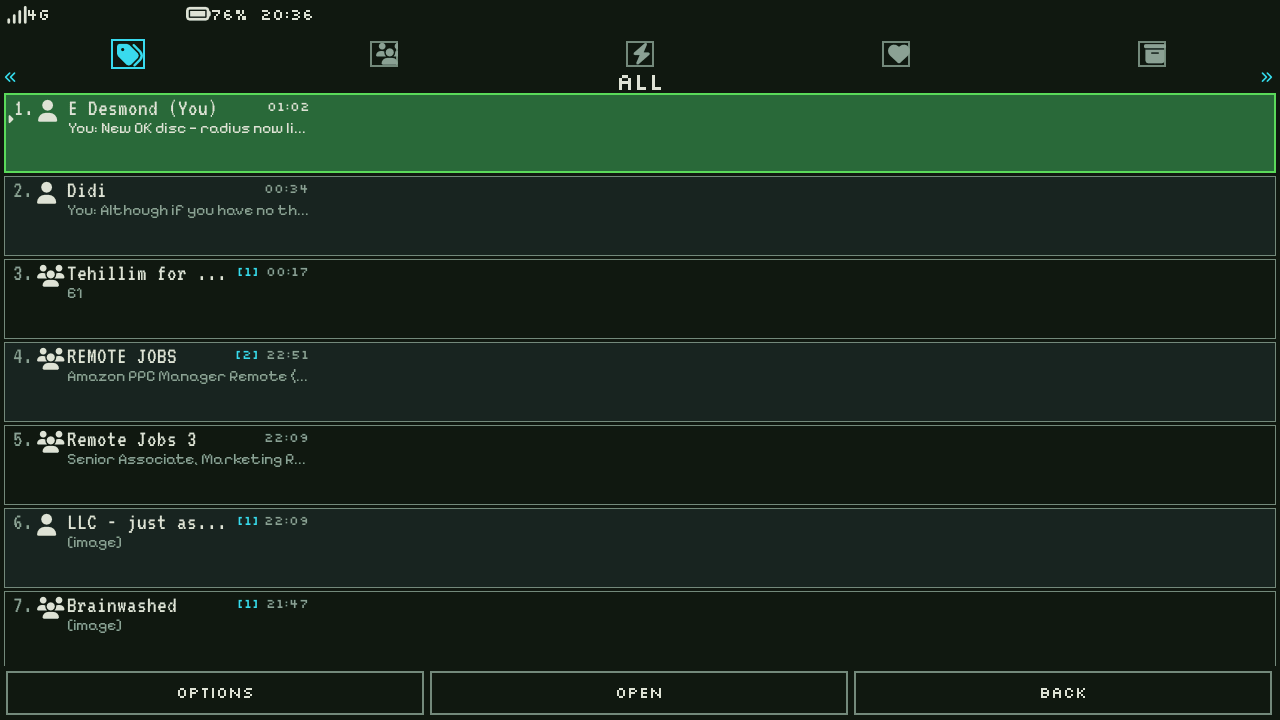 4G 76% 20:36
« »
ALL
1. E Desmond (You) 01:02
You: New OK disc - radius now li...
2. Didi 00:34
You: Although if you have no th...
3. Tehillim for ... [1] 00:17
61
4. REMOTE JOBS [2] 22:51
Amazon PPC Manager Remote (...
5. Remote Jobs 3 22:09
Senior Associate, Marketing R...
6. LLC - just as... [1] 22:09
[image]
7. Brainwashed [1] 21:47
[image]
OPTIONS OPEN BACK